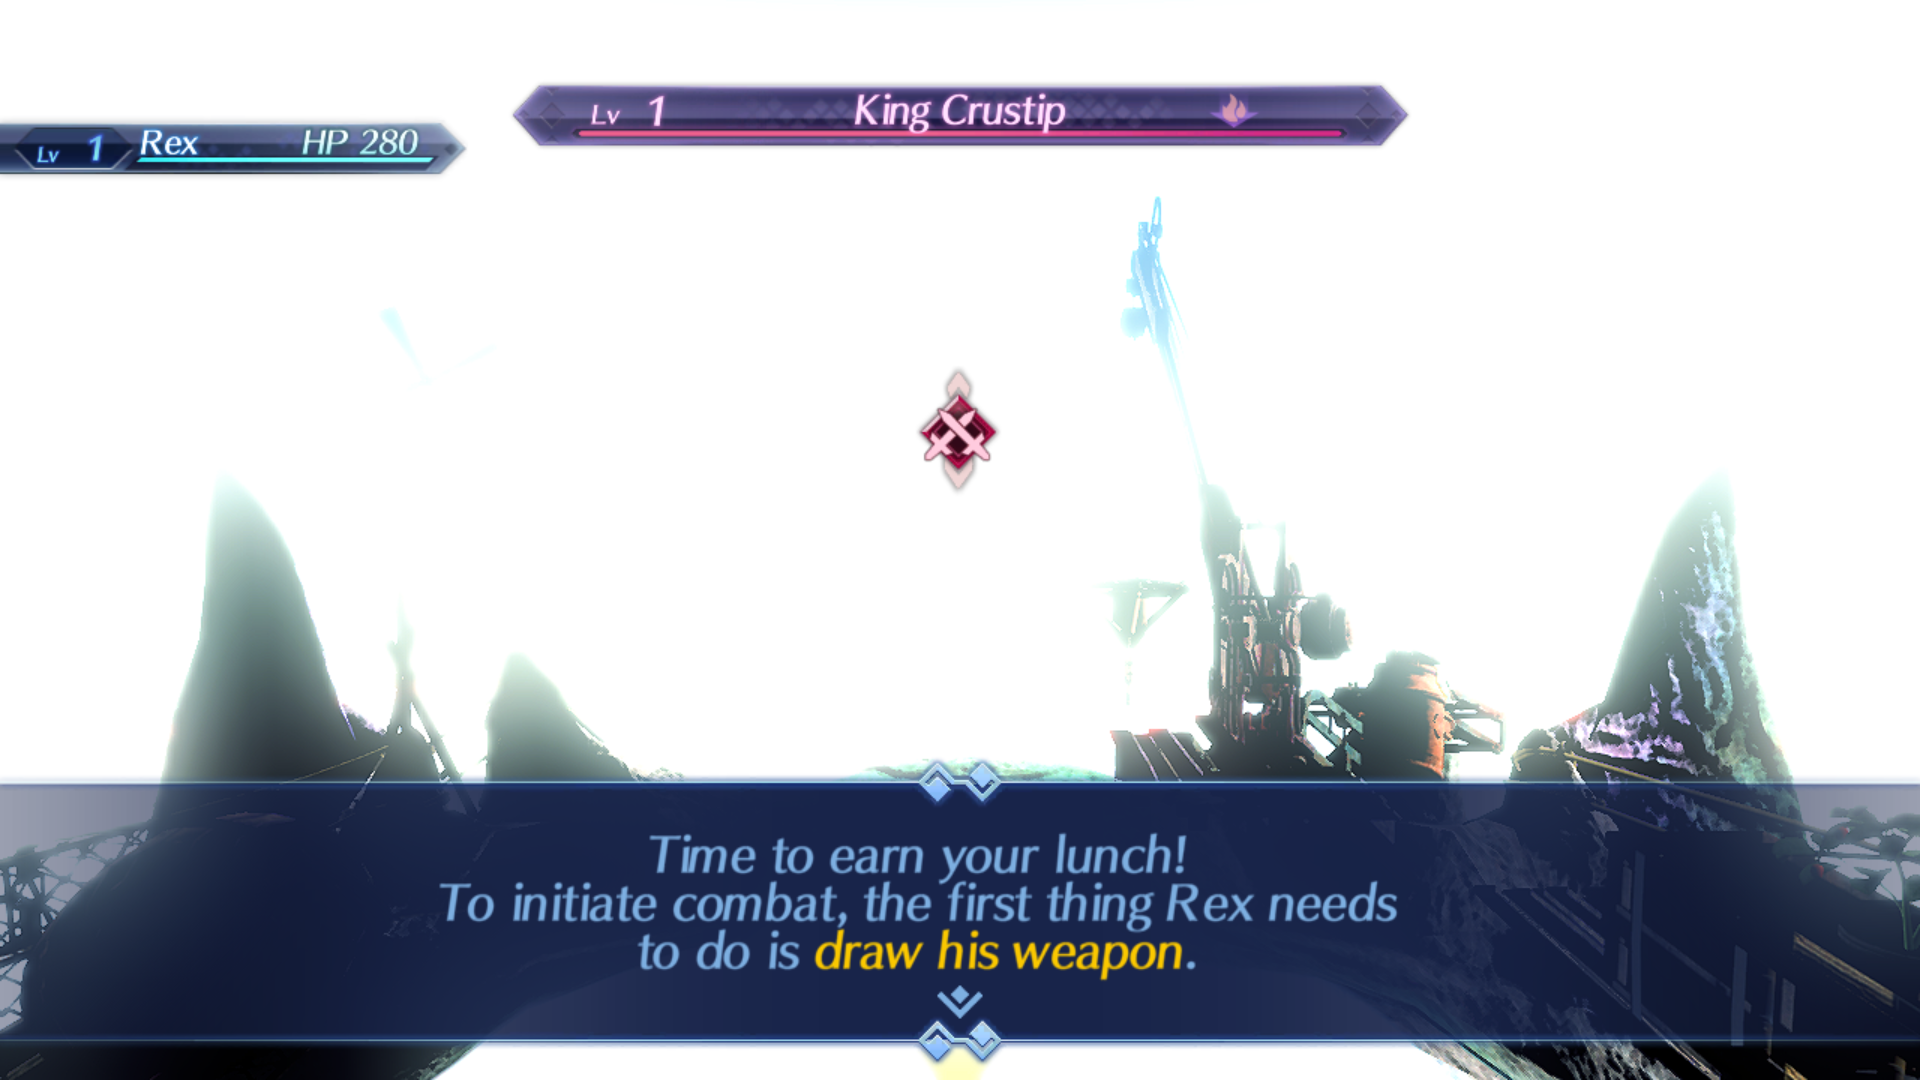 Lv 1 King Crustip
Lv 1 Rex HP 280
Time to earn your lunch!
To initiate combat, the first thing Rex needs
to do is draw his weapon.